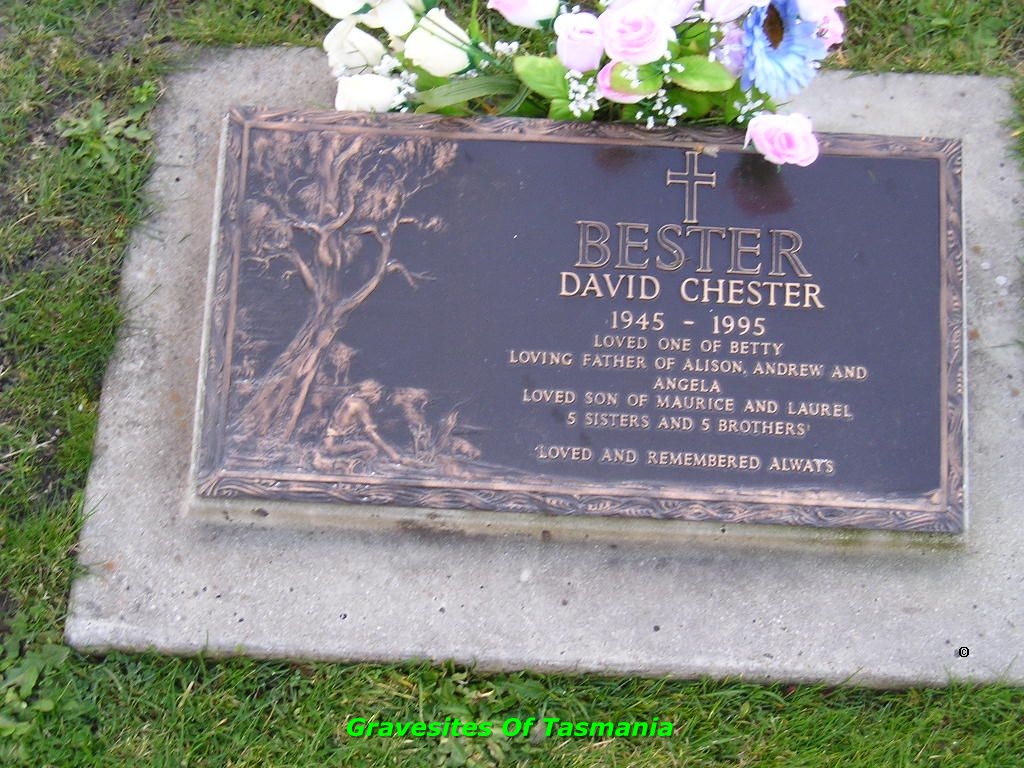 BESTER
DAVID CHESTER
1945 - 1995
LOVED ONE OF BETTY
LOVING FATHER OF ALISON, ANDREW AND
ANGELA
LOVED SON OF MAURICE AND LAUREL
5 SISTERS AND 5 BROTHERS
LOVED AND REMEMBERED ALWAYS
©
Gravesites Of Tasmania